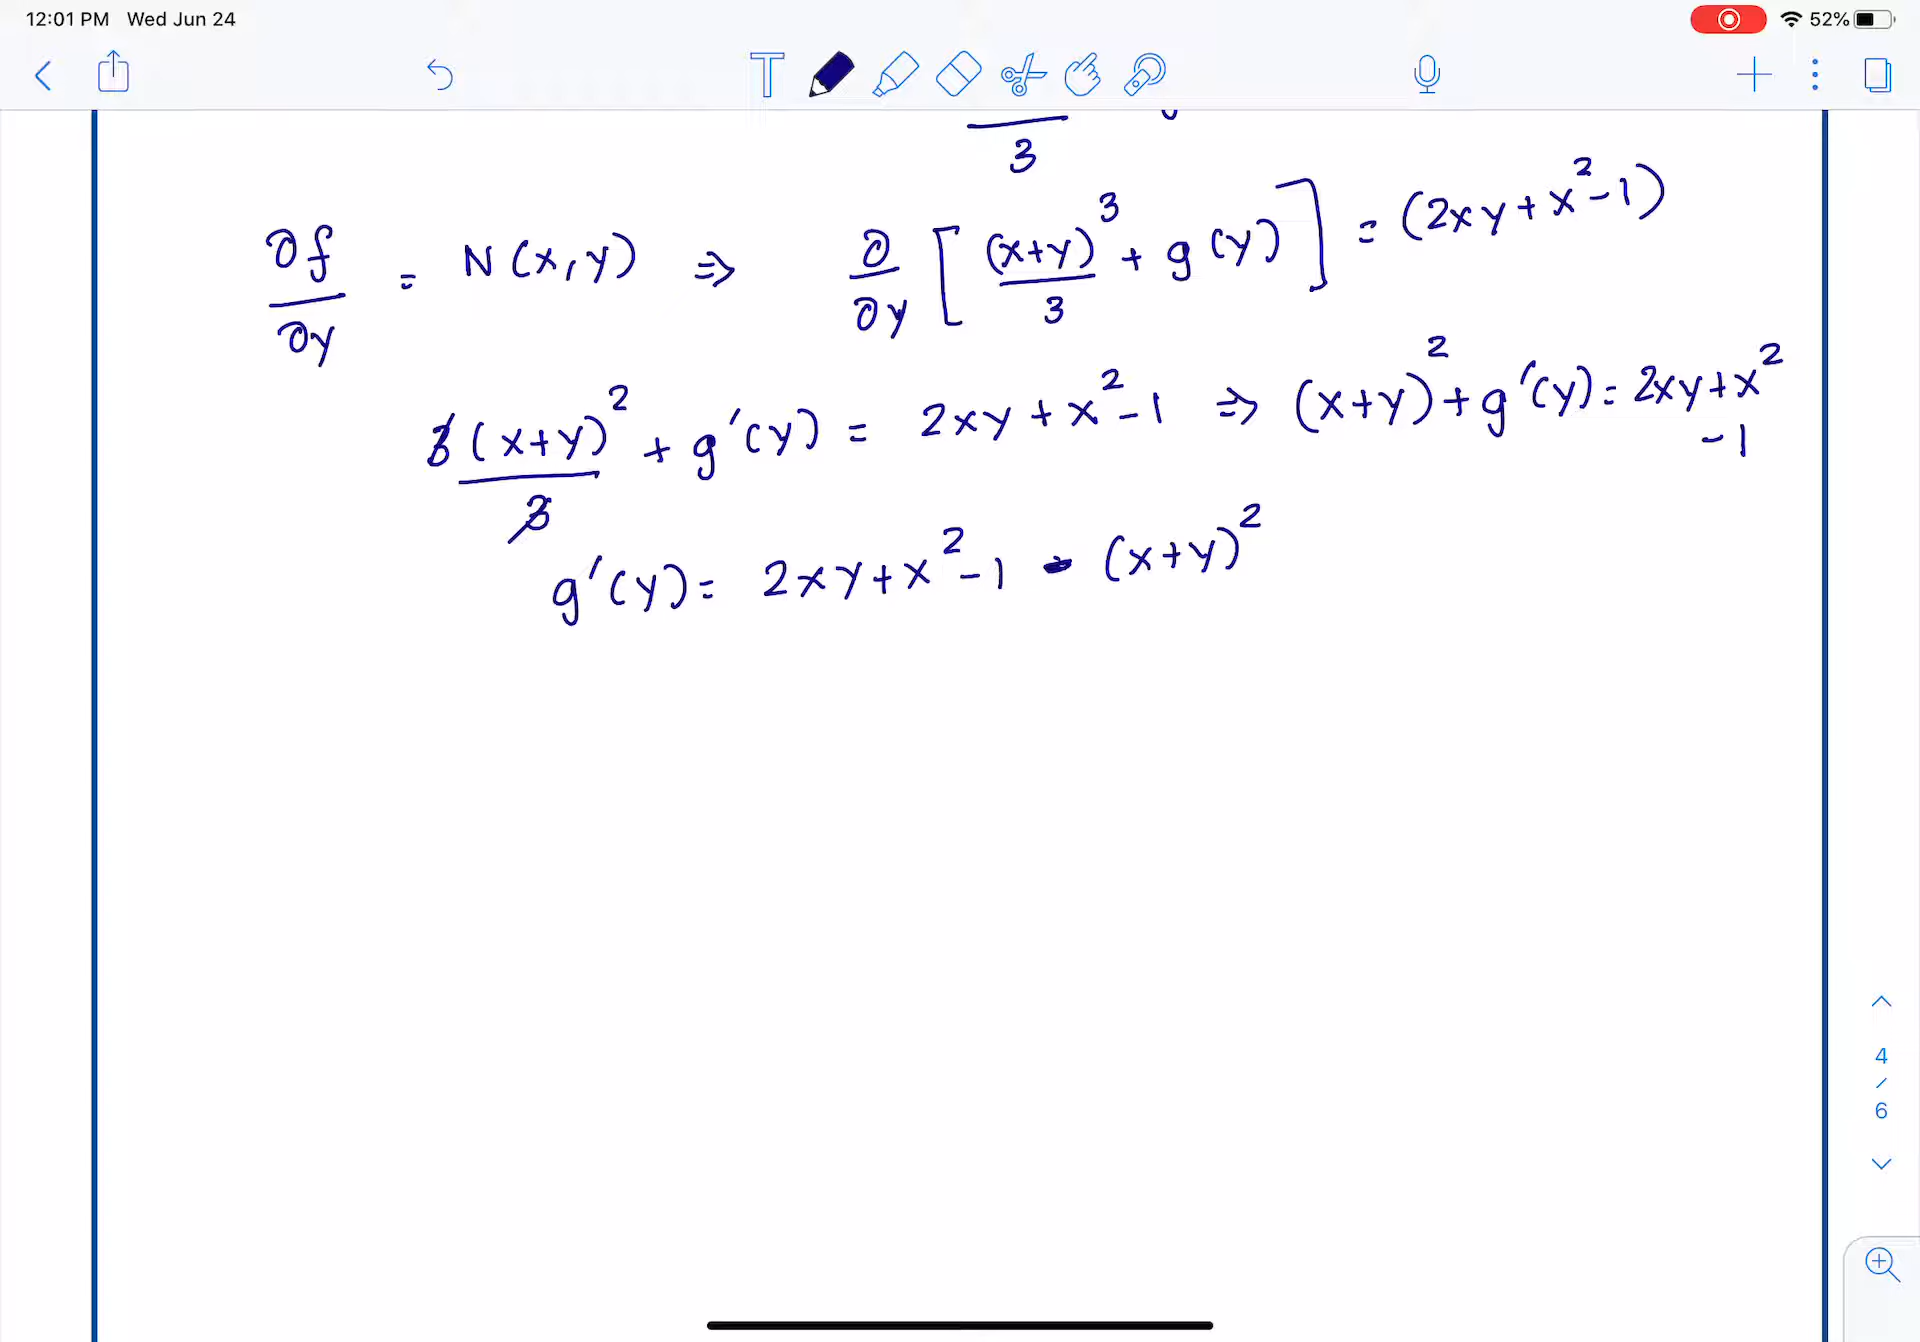 12:01 PM Wed Jun 24 52%
T
3
∂f/∂y = N(x,y) ⇒ ∂/∂y [ (x+y)³/3 + g(y) ] = (2xy + x² - 1)
3(x+y)²/3 + g'(y) = 2xy + x² - 1 ⇒ (x+y)² + g'(y) = 2xy + x²
- 1
g'(y) = 2xy + x² - 1 - (x+y)²
4
/
6